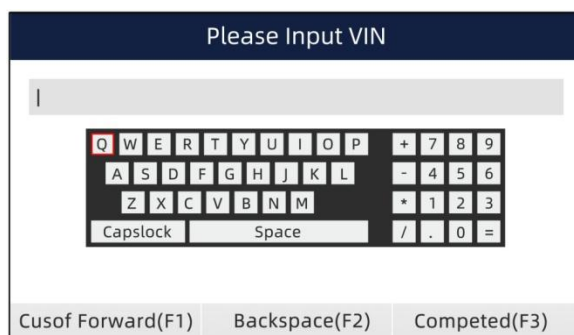 Please Input VIN
Q W E R T Y U I O P + 7 8 9
A S D F G H J K L - 4 5 6
Z X C V B N M * 1 2 3
Capslock Space / . 0 =
Cusof Forward(F1) Backspace(F2) Competed(F3)